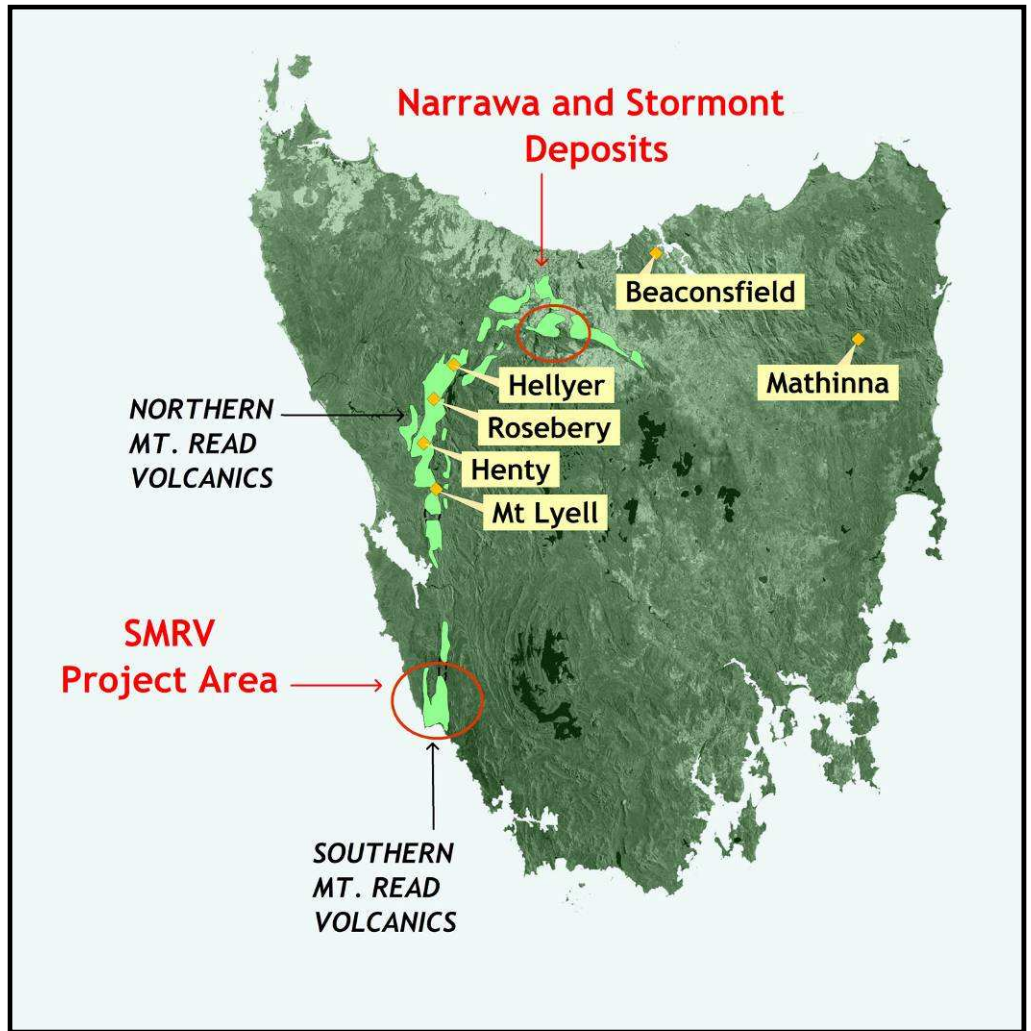 Narrawa and Stormont
Deposits
Beaconsfield
Mathinna
Hellyer
Rosebery
Henty
Mt Lyell
NORTHERN
MT. READ
VOLCANICS
SMRV
Project Area
SOUTHERN
MT. READ
VOLCANICS